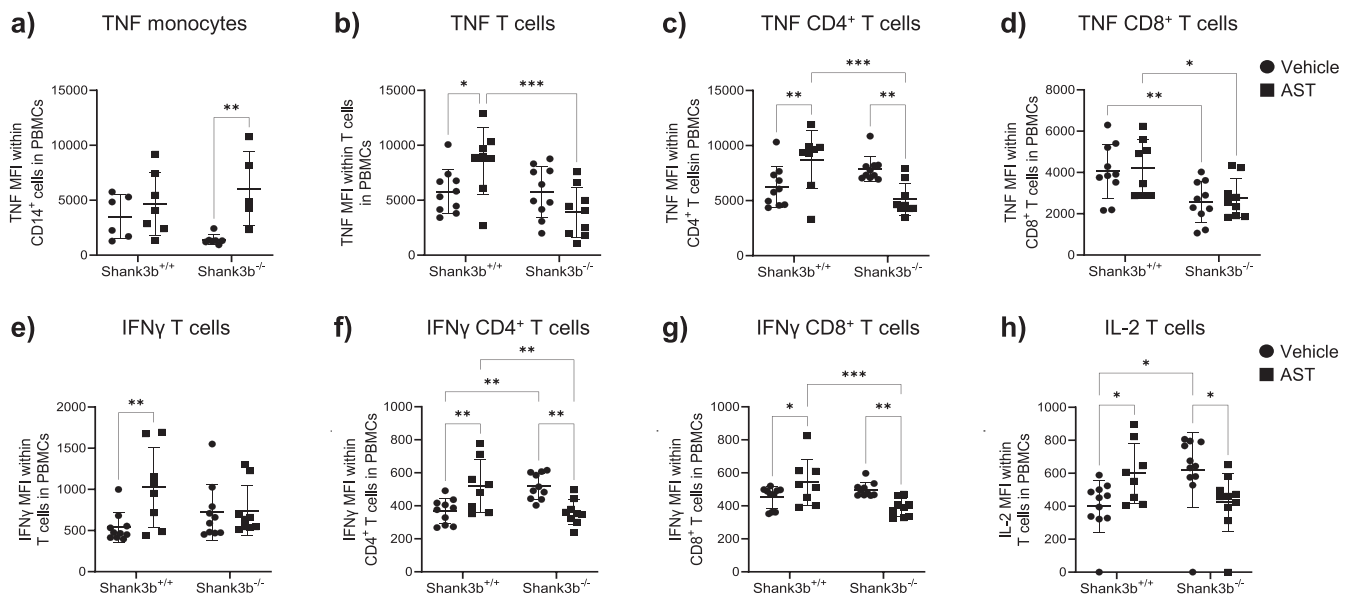 a) TNF monocytes
TNF MFI within
CD14⁺ cells in PBMCs
15000
10000
5000
0
**
Shank3b⁺/⁺
Shank3b⁻/⁻
b) TNF T cells
TNF MFI within T cells
in PBMCs
15000
10000
5000
0
*
***
Shank3b⁺/⁺
Shank3b⁻/⁻
c) TNF CD4⁺ T cells
TNF MFI within
CD4⁺ T cellsin PBMCs
15000
10000
5000
0
***
**
**
Shank3b⁺/⁺
Shank3b⁻/⁻
d) TNF CD8⁺ T cells
TNF MFI within
CD8⁺ T cells in PBMCs
8000
6000
4000
2000
0
*
**
Shank3b⁺/⁺
Shank3b⁻/⁻
Vehicle
AST
e) IFNγ T cells
IFNγ MFI within
T cells in PBMCs
2000
1500
1000
500
0
**
Shank3b⁺/⁺
Shank3b⁻/⁻
f) IFNγ CD4⁺ T cells
IFNγ MFI within
CD4⁺ T cells in PBMCs
1000
800
600
400
200
0
**
**
**
**
Shank3b⁺/⁺
Shank3b⁻/⁻
g) IFNγ CD8⁺ T cells
IFNγ MFI within
CD8⁺ T cells in PBMCs
1000
800
600
400
200
0
***
*
**
Shank3b⁺/⁺
Shank3b⁻/⁻
h) IL-2 T cells
IL-2 MFI within
T cells in PBMCs
1000
800
600
400
200
0
*
*
*
Shank3b⁺/⁺
Shank3b⁻/⁻
Vehicle
AST